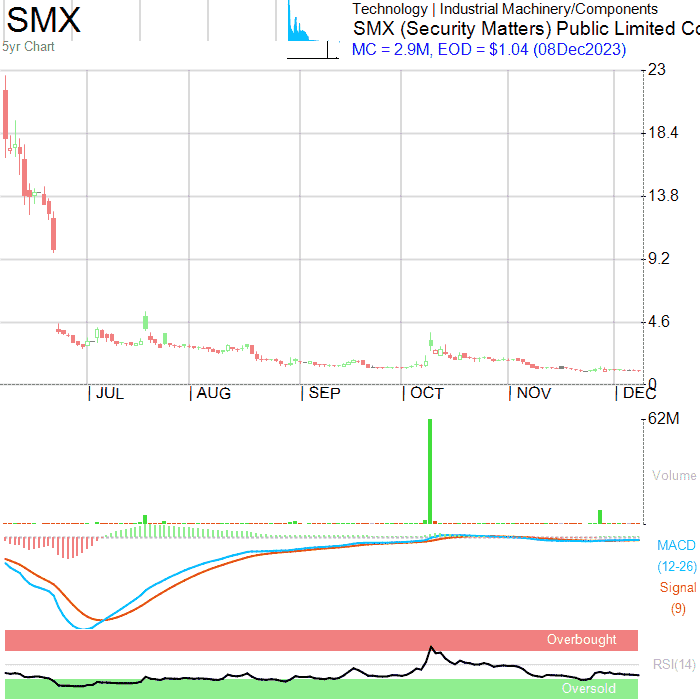 SMX
5yr Chart
Technology | Industrial Machinery/Components
SMX (Security Matters) Public Limited Co
MC = 2.9M, EOD = $1.04 (08Dec2023)
23
18.4
13.8
9.2
4.6
0
JUL
AUG
SEP
OCT
NOV
DEC
62M
Volume
MACD
(12-26)
Signal
(9)
Overbought
RSI(14)
Oversold